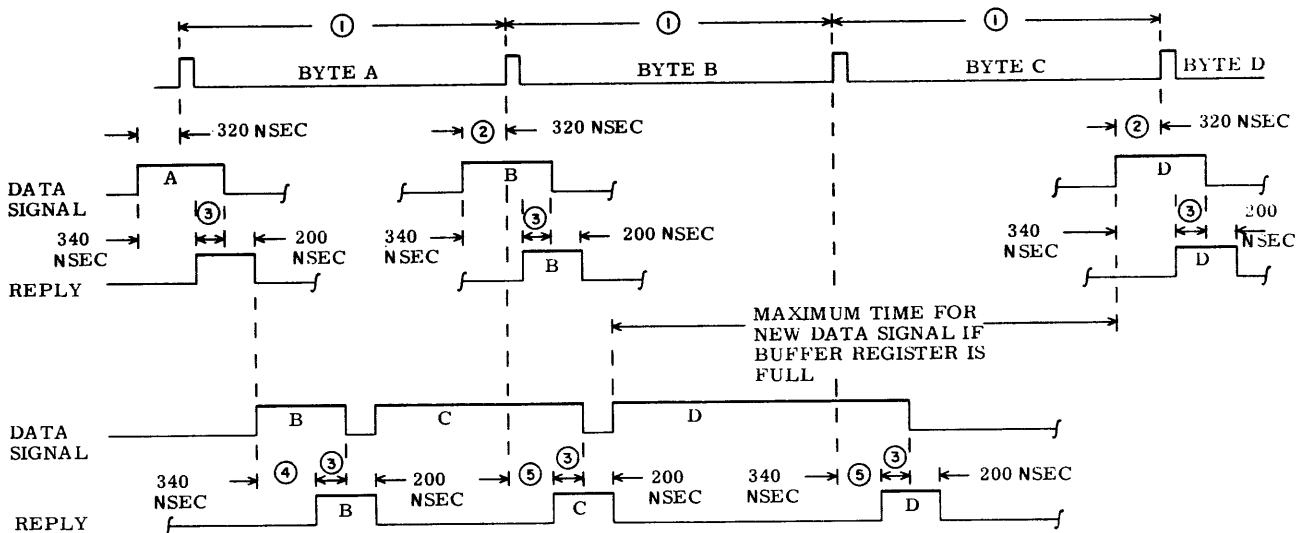 ① ① ①
BYTE A BYTE B BYTE C BYTE D
320 NSEC ② 320 NSEC ② 320 NSEC
DATA
SIGNAL
A B D
③ ③ ③
340
NSEC
200
NSEC
340
NSEC
200 NSEC
340
NSEC
200
NSEC
REPLY
B D
MAXIMUM TIME FOR
NEW DATA SIGNAL IF
BUFFER REGISTER IS
FULL
DATA
SIGNAL
B C D
④ ③ ⑤ ③ ⑤ ③
340
NSEC
200 NSEC
200
NSEC
340
NSEC
200 NSEC
REPLY
B C D